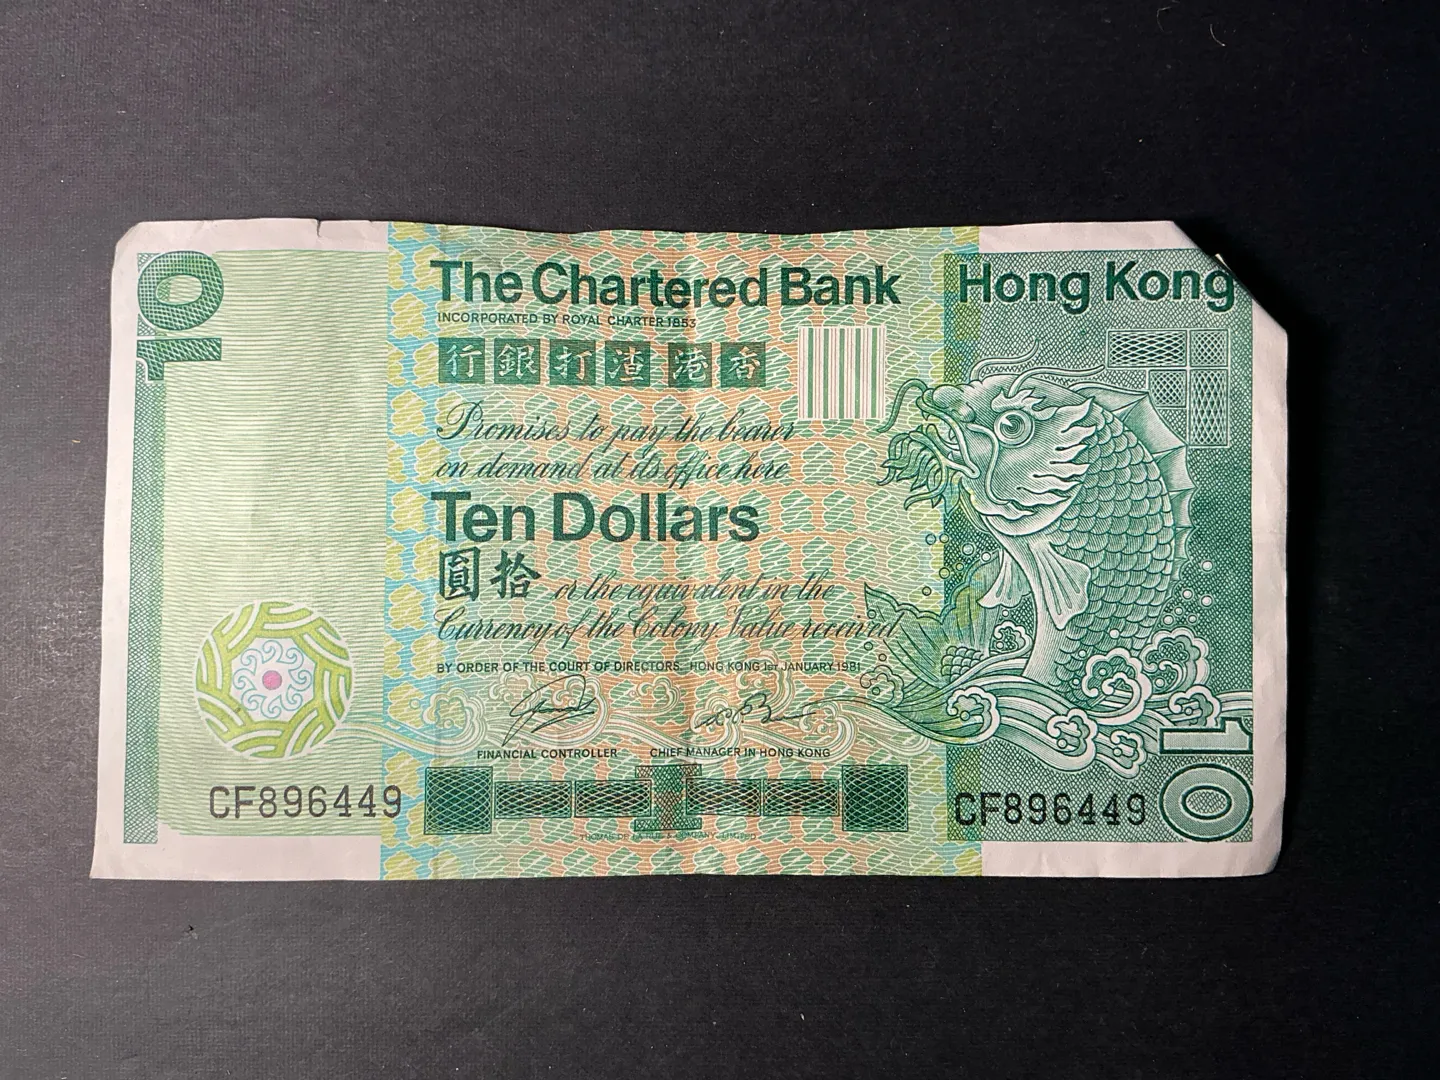 10
The Chartered Bank
Hong Kong
INCORPORATED BY ROYAL CHARTER 1853
行銀打渣 港香
Promises to pay the bearer
on demand at its office here
Ten Dollars
圓拾 or the equivalent in the
Currency of the Colony. Value received
BY ORDER OF THE COURT OF DIRECTORS. HONG KONG 1ST JANUARY 1981
FINANCIAL CONTROLLER
CHIEF MANAGER IN HONG KONG
CF896449
CF896449
10